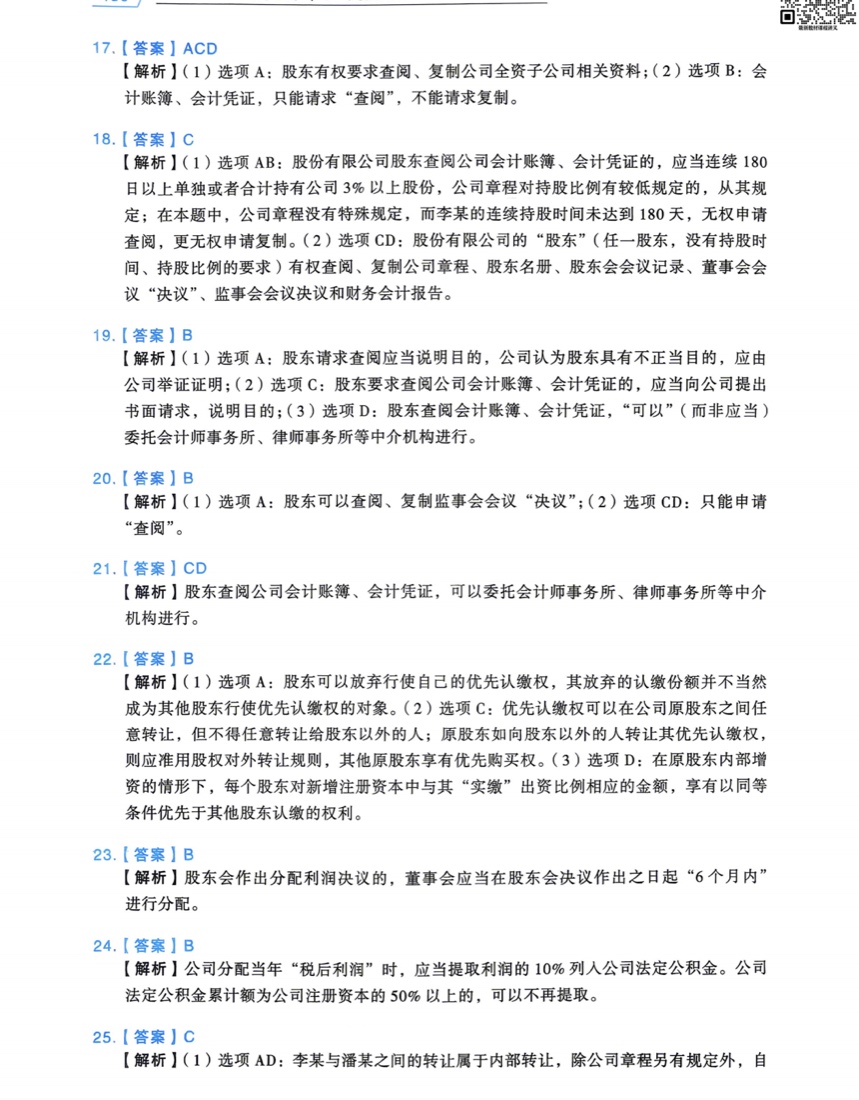 17.【答案】ACD
【解析】(1)选项 A：股东有权要求查阅、复制公司全资子公司相关资料；(2)选项 B：会
计账簿、会计凭证，只能请求“查阅”，不能请求复制。
18.【答案】C
【解析】(1)选项 AB：股份有限公司股东查阅公司会计账簿、会计凭证的，应当连续 180
日以上单独或者合计持有公司 3% 以上股份，公司章程对持股比例有较低规定的，从其规
定；在本题中，公司章程没有特殊规定，而李某的连续持股时间未达到 180 天，无权申请
查阅，更无权申请复制。(2)选项 CD：股份有限公司的“股东”(任一股东，没有持股时
间、持股比例的要求)有权查阅、复制公司章程、股东名册、股东会会议记录、董事会会
议“决议”、监事会会议决议和财务会计报告。
19.【答案】B
【解析】(1)选项 A：股东请求查阅应当说明目的，公司认为股东具有不正当目的，应由
公司举证证明；(2)选项 C：股东要求查阅公司会计账簿、会计凭证的，应当向公司提出
书面请求，说明目的；(3)选项 D：股东查阅会计账簿、会计凭证，“可以”(而非应当)
委托会计师事务所、律师事务所等中介机构进行。
20.【答案】B
【解析】(1)选项 A：股东可以查阅、复制监事会会议“决议”；(2)选项 CD：只能申请
“查阅”。
21.【答案】CD
【解析】股东查阅公司会计账簿、会计凭证，可以委托会计师事务所、律师事务所等中介
机构进行。
22.【答案】B
【解析】(1)选项 A：股东可以放弃行使自己的优先认缴权，其放弃的认缴份额并不当然
成为其他股东行使优先认缴权的对象。(2)选项 C：优先认缴权可以在公司原股东之间任
意转让，但不得任意转让给股东以外的人；原股东如向股东以外的人转让其优先认缴权，
则应准用股权对外转让规则，其他原股东享有优先购买权。(3)选项 D：在原股东内部增
资的情形下，每个股东对新增注册资本中与其“实缴”出资比例相应的金额，享有以同等
条件优先于其他股东认缴的权利。
23.【答案】B
【解析】股东会作出分配利润决议的，董事会应当在股东会决议作出之日起“6 个月内”
进行分配。
24.【答案】B
【解析】公司分配当年“税后利润”时，应当提取利润的 10% 列入公司法定公积金。公司
法定公积金累计额为公司注册资本的 50% 以上的，可以不再提取。
25.【答案】C
【解析】(1)选项 AD：李某与潘某之间的转让属于内部转让，除公司章程另有规定外，自